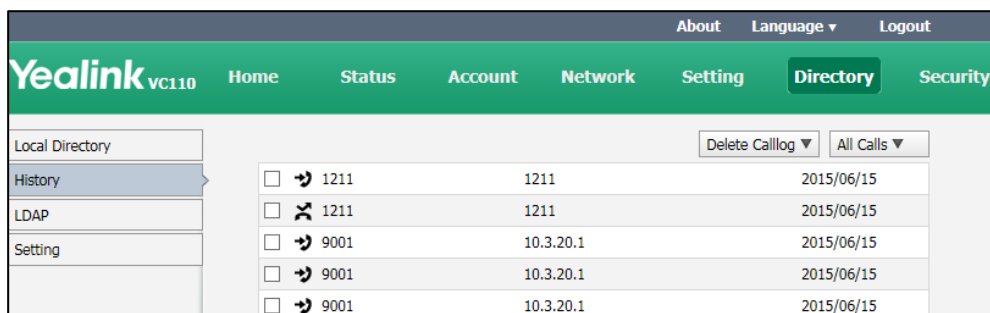 About Language ▾ Logout
Yealink VC110 Home Status Account Network Setting Directory Security
Local Directory
Delete Calllog ▼ All Calls ▼
History
1211 1211 2015/06/15
LDAP
1211 1211 2015/06/15
Setting
9001 10.3.20.1 2015/06/15
9001 10.3.20.1 2015/06/15
9001 10.3.20.1 2015/06/15